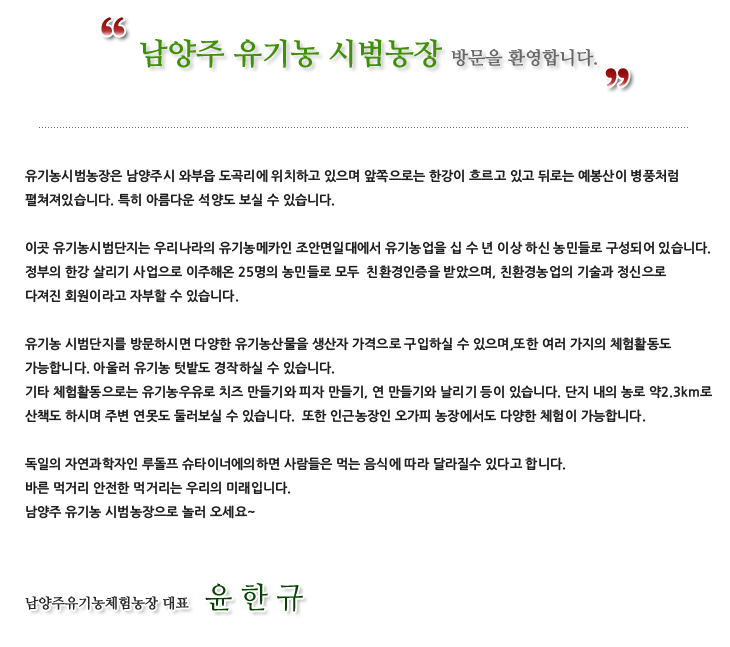 “ 남양주 유기농 시범농장 방문을 환영합니다. ”
유기농시범농장은 남양주시 와부읍 도곡리에 위치하고 있으며 앞쪽으로는 한강이 흐르고 있고 뒤로는 예봉산이 병풍처럼
펼쳐져있습니다. 특히 아름다운 석양도 보실 수 있습니다.
이곳 유기농시범단지는 우리나라의 유기농메카인 조안면일대에서 유기농업을 십 수 년 이상 하신 농민들로 구성되어 있습니다.
정부의 한강 살리기 사업으로 이주해온 25명의 농민들로 모두 친환경인증을 받았으며, 친환경농업의 기술과 정신으로
다져진 회원이라고 자부할 수 있습니다.
유기농 시범단지를 방문하시면 다양한 유기농산물을 생산자 가격으로 구입하실 수 있으며,또한 여러 가지의 체험활동도
가능합니다. 아울러 유기농 텃밭도 경작하실 수 있습니다.
기타 체험활동으로는 유기농우유로 치즈 만들기와 피자 만들기, 연 만들기와 날리기 등이 있습니다. 단지 내의 농로 약2.3km로
산책도 하시며 주변 연못도 둘러보실 수 있습니다. 또한 인근농장인 오가피 농장에서도 다양한 체험이 가능합니다.
독일의 자연과학자인 루돌프 슈타이너에의하면 사람들은 먹는 음식에 따라 달라질수 있다고 합니다.
바른 먹거리 안전한 먹거리는 우리의 미래입니다.
남양주 유기농 시범농장으로 놀러 오세요~
남양주유기농체험농장 대표 윤 한 규